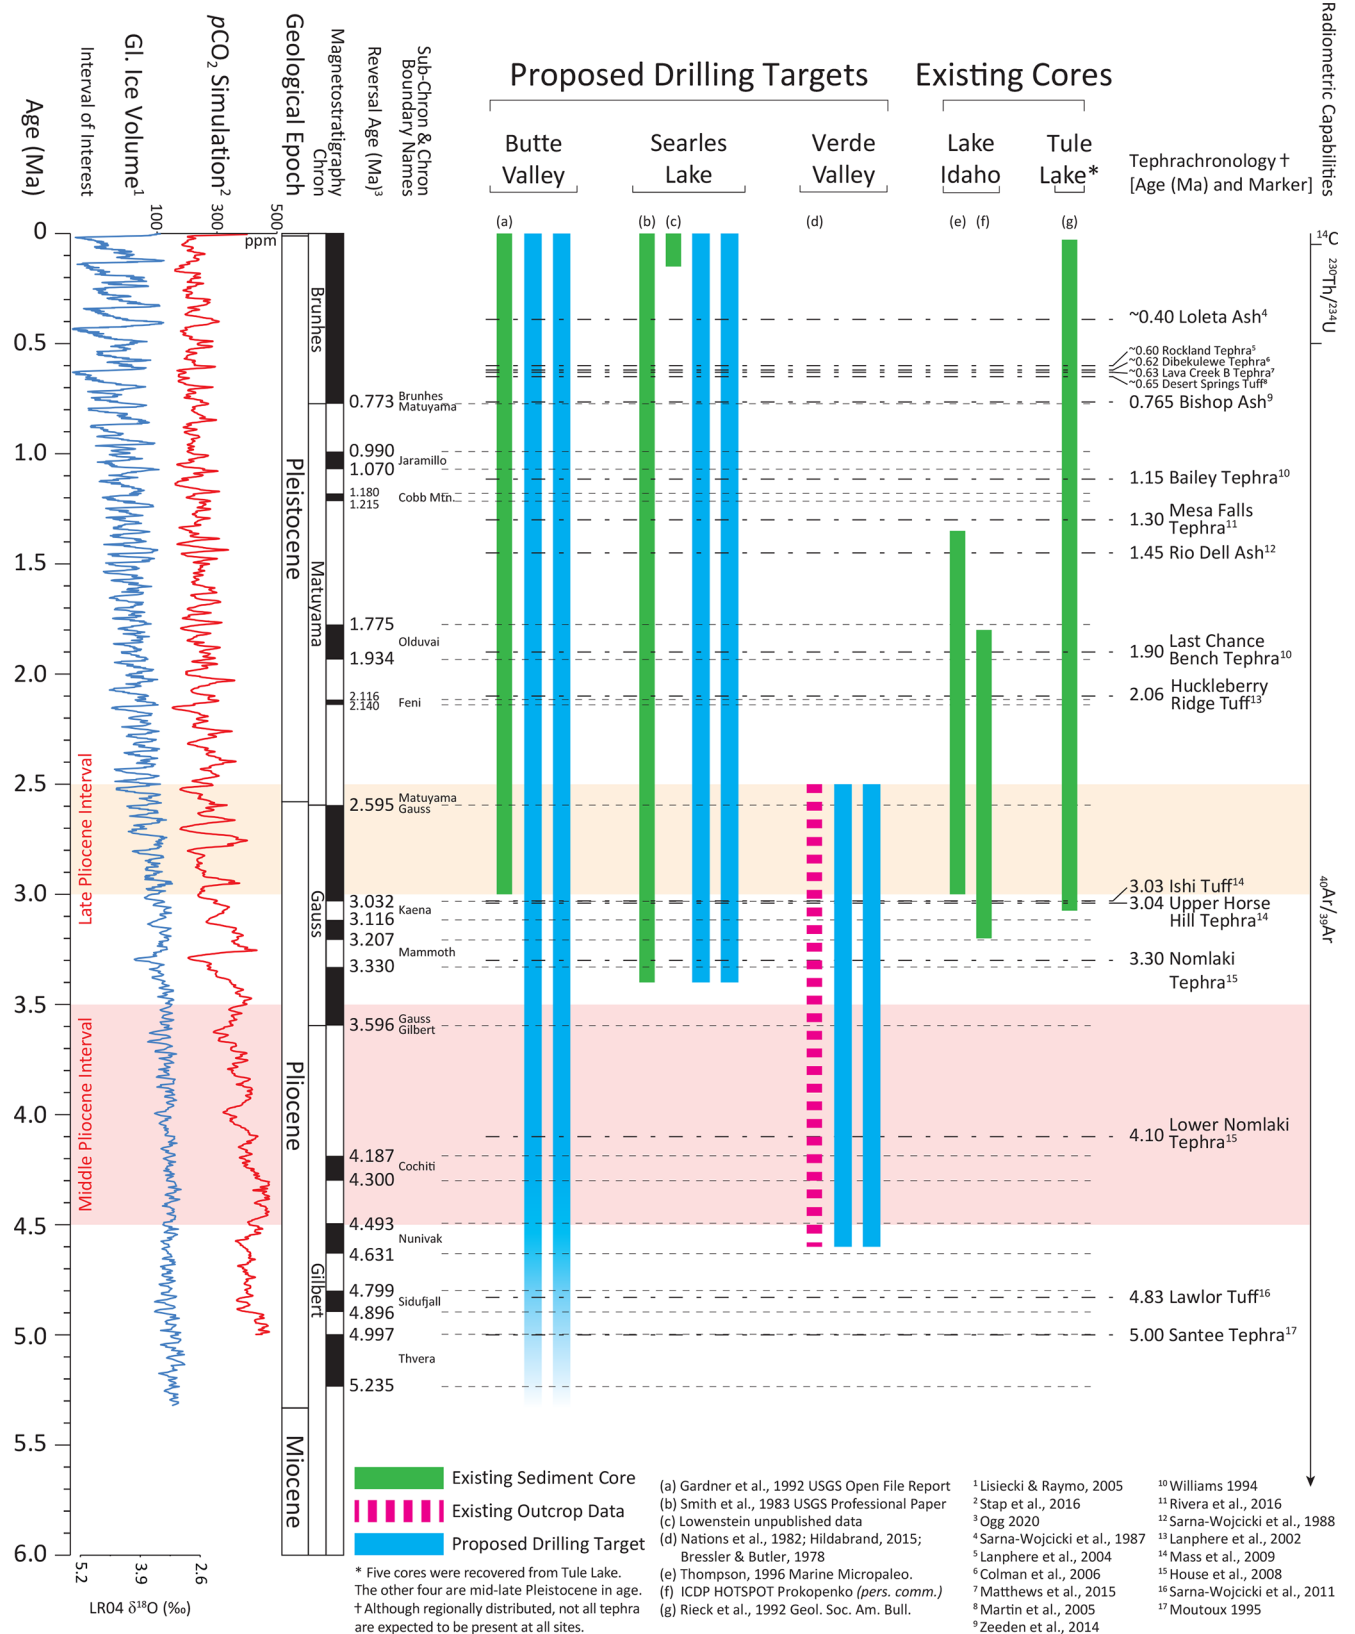 Age (Ma)
Interval of Interest
Gl. Ice Volume1
pCO2 Simulation2
Geological Epoch
Magnetostratigraphy
Chron
Reversal Age (Ma)3
Sub-Chron & Chron
Boundary Names
Proposed Drilling Targets
Existing Cores
Butte
Valley
Searles
Lake
Verde
Valley
Lake
Idaho
Tule
Lake*
Tephrachronology †
[Age (Ma) and Marker]
Radiometric Capabilities
(a)
(b)
(c)
(d)
(e)
(f)
(g)
100
300
500
ppm
0
0.5
1.0
1.5
2.0
2.5
3.0
3.5
4.0
4.5
5.0
5.5
6.0
Late Pliocene Interval
Middle Pliocene Interval
Pleistocene
Pliocene
Miocene
Brunhes
Matuyama
Gauss
Gilbert
0.773
0.990
1.070
1.180
1.215
1.775
1.934
2.116
2.140
2.595
3.032
3.116
3.207
3.330
3.596
4.187
4.300
4.493
4.631
4.799
4.896
4.997
5.235
Brunhes
Matuyama
Jaramillo
Cobb Mtn.
Olduvai
Feni
Matuyama
Gauss
Kaena
Mammoth
Gauss
Gilbert
Cochiti
Nunivak
Sidufjall
Thvera
~0.40 Loleta Ash4
~0.60 Rockland Tephra5
~0.62 Dibekulewe Tephra6
~0.63 Lava Creek B Tephra7
~0.65 Desert Springs Tuff8
0.765 Bishop Ash9
1.15 Bailey Tephra10
1.30 Mesa Falls
Tephra11
1.45 Rio Dell Ash12
1.90 Last Chance
Bench Tephra10
2.06 Huckleberry
Ridge Tuff13
3.03 Ishi Tuff14
3.04 Upper Horse
Hill Tephra14
3.30 Nomlaki
Tephra15
4.10 Lower Nomlaki
Tephra15
4.83 Lawlor Tuff16
5.00 Santee Tephra17
14C
230Th/234U
40Ar/39Ar
5.2
3.9
2.6
LR04 δ18O (‰)
Existing Sediment Core
Existing Outcrop Data
Proposed Drilling Target
* Five cores were recovered from Tule Lake.
The other four are mid-late Pleistocene in age.
† Although regionally distributed, not all tephra
are expected to be present at all sites.
(a) Gardner et al., 1992 USGS Open File Report
(b) Smith et al., 1983 USGS Professional Paper
(c) Lowenstein unpublished data
(d) Nations et al., 1982; Hildabrand, 2015;
Bressler & Butler, 1978
(e) Thompson, 1996 Marine Micropaleo.
(f) ICDP HOTSPOT Prokopenko (pers. comm.)
(g) Rieck et al., 1992 Geol. Soc. Am. Bull.
1 Lisiecki & Raymo, 2005
2 Stap et al., 2016
3 Ogg 2020
4 Sarna-Wojcicki et al., 1987
5 Lanphere et al., 2004
6 Colman et al., 2006
7 Matthews et al., 2015
8 Martin et al., 2005
9 Zeeden et al., 2014
10 Williams 1994
11 Rivera et al., 2016
12 Sarna-Wojcicki et al., 1988
13 Lanphere et al., 2002
14 Mass et al., 2009
15 House et al., 2008
16 Sarna-Wojcicki et al., 2011
17 Moutoux 1995